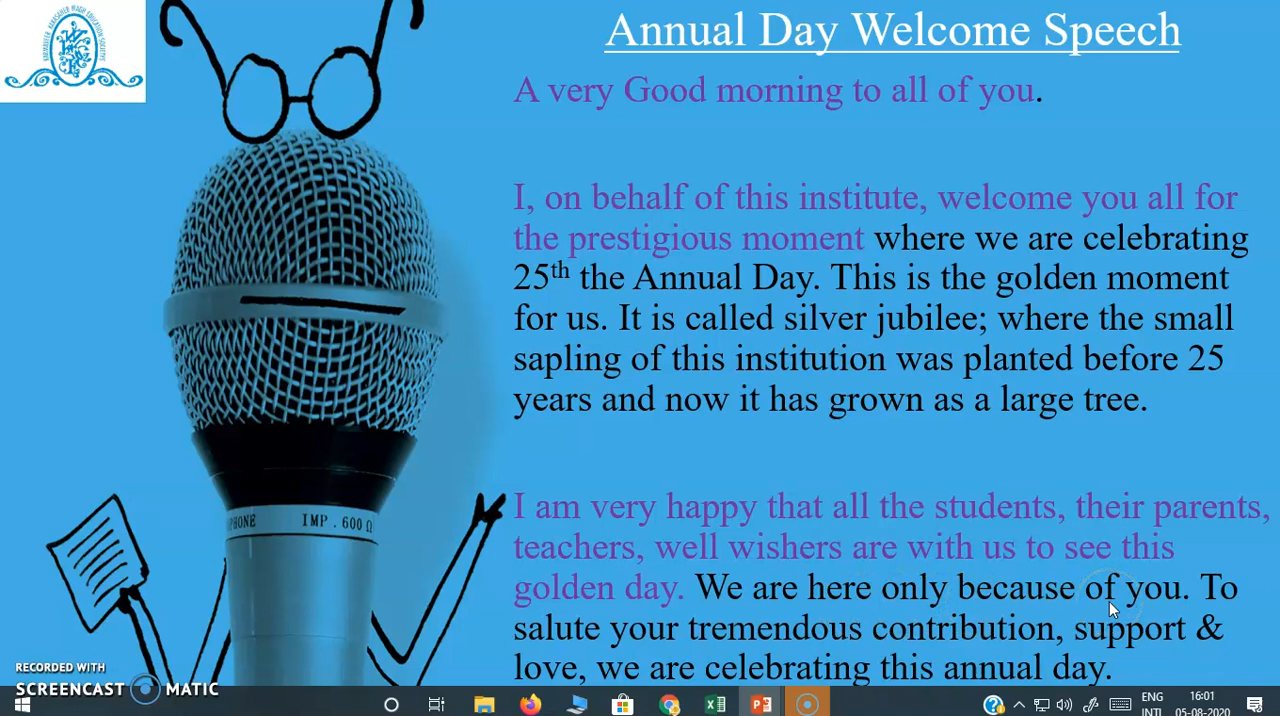 Annual Day Welcome Speech
A very Good morning to all of you.
I, on behalf of this institute, welcome you all for
the prestigious moment where we are celebrating
25th the Annual Day. This is the golden moment
for us. It is called silver jubilee; where the small
sapling of this institution was planted before 25
years and now it has grown as a large tree.
I am very happy that all the students, their parents,
teachers, well wishers are with us to see this
golden day. We are here only because of you. To
salute your tremendous contribution, support &
love, we are celebrating this annual day.
PHONE IMP . 600 Ω
RECORDED WITH
SCREENCAST MATIC
ENG
INTL
16:01
05-08-2020